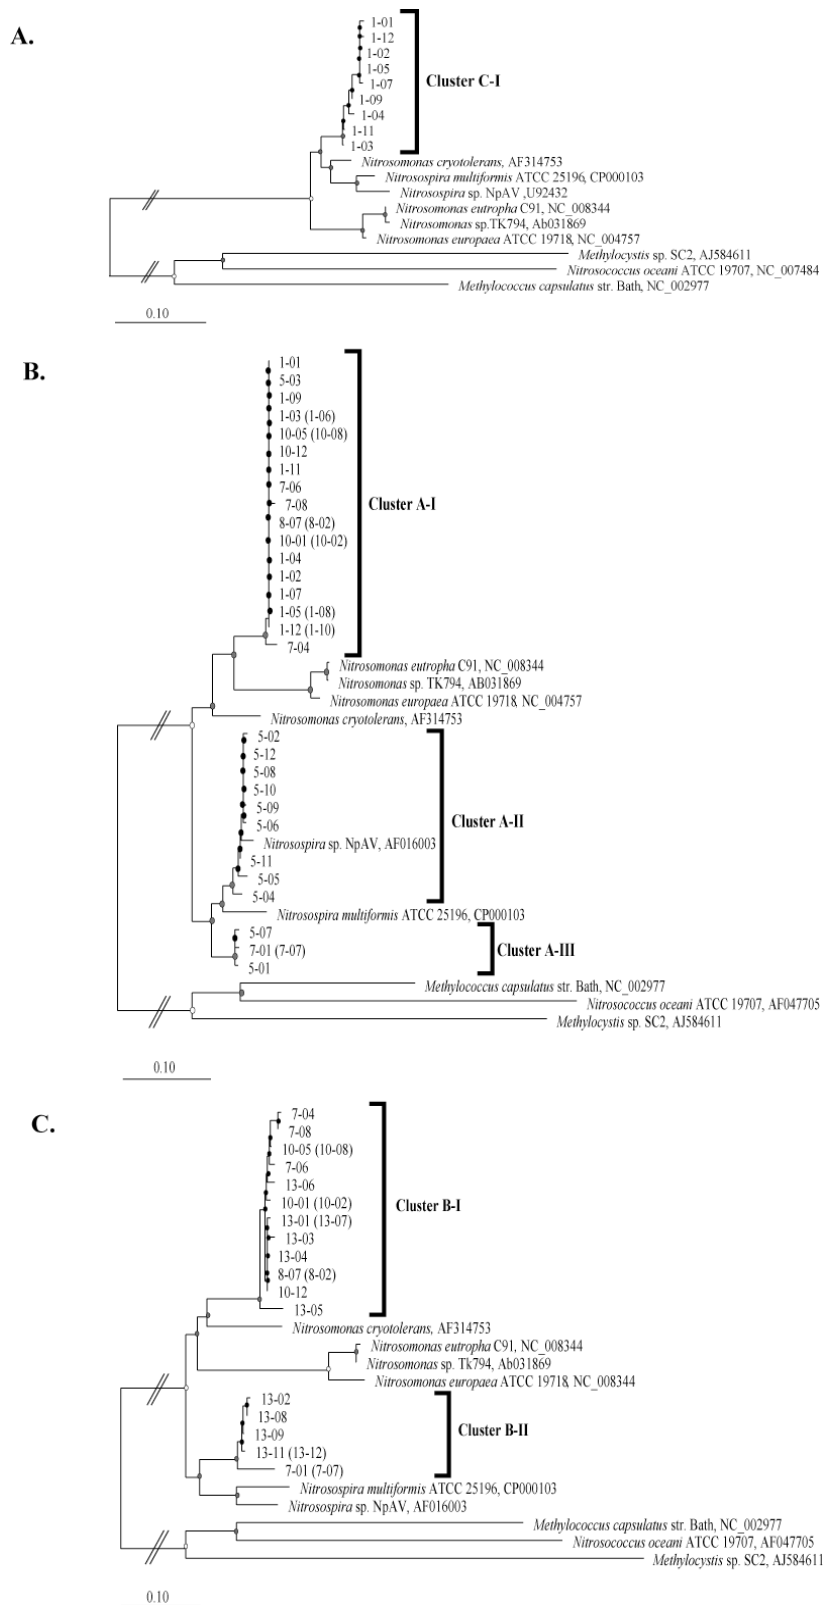 A.
1-01
1-12
1-02
1-05
1-07
1-09
1-04
1-11
1-03
Cluster C-I
Nitrosomonas cryotolerans, AF314753
Nitrosospira multiformis ATCC 25196, CP000103
Nitrosospira sp. NpAV ,U92432
Nitrosomonas eutropha C91, NC_008344
Nitrosomonas sp.TK794, Ab031869
Nitrosomonas europaea ATCC 19718, NC_004757
Methylocystis sp. SC2, AJ584611
Nitrosococcus oceani ATCC 19707, NC_007484
Methylococcus capsulatus str. Bath, NC_002977
0.10
B.
1-01
5-03
1-09
1-03 (1-06)
10-05 (10-08)
10-12
1-11
7-06
7-08
8-07 (8-02)
10-01 (10-02)
1-04
1-02
1-07
1-05 (1-08)
1-12 (1-10)
7-04
Cluster A-I
Nitrosomonas eutropha C91, NC_008344
Nitrosomonas sp. TK794, AB031869
Nitrosomonas europaea ATCC 19718, NC_004757
Nitrosomonas cryotolerans, AF314753
5-02
5-12
5-08
5-10
5-09
5-06
Nitrosospira sp. NpAV, AF016003
5-11
5-05
5-04
Cluster A-II
Nitrosospira multiformis ATCC 25196, CP000103
5-07
7-01 (7-07)
5-01
Cluster A-III
Methylococcus capsulatus str. Bath, NC_002977
Nitrosococcus oceani ATCC 19707, AF047705
Methylocystis sp. SC2, AJ584611
0.10
C.
7-04
7-08
10-05 (10-08)
7-06
13-06
10-01 (10-02)
13-01 (13-07)
13-03
13-04
8-07 (8-02)
10-12
13-05
Cluster B-I
Nitrosomonas cryotolerans, AF314753
Nitrosomonas eutropha C91, NC_008344
Nitrosomonas sp. Tk794, Ab031869
Nitrosomonas europaea ATCC 19718, NC_008344
13-02
13-08
13-09
13-11 (13-12)
7-01 (7-07)
Cluster B-II
Nitrosospira multiformis ATCC 25196, CP000103
Nitrosospira sp. NpAV, AF016003
Methylococcus capsulatus str. Bath, NC_002977
Nitrosococcus oceani ATCC 19707, AF047705
Methylocystis sp. SC2, AJ584611
0.10